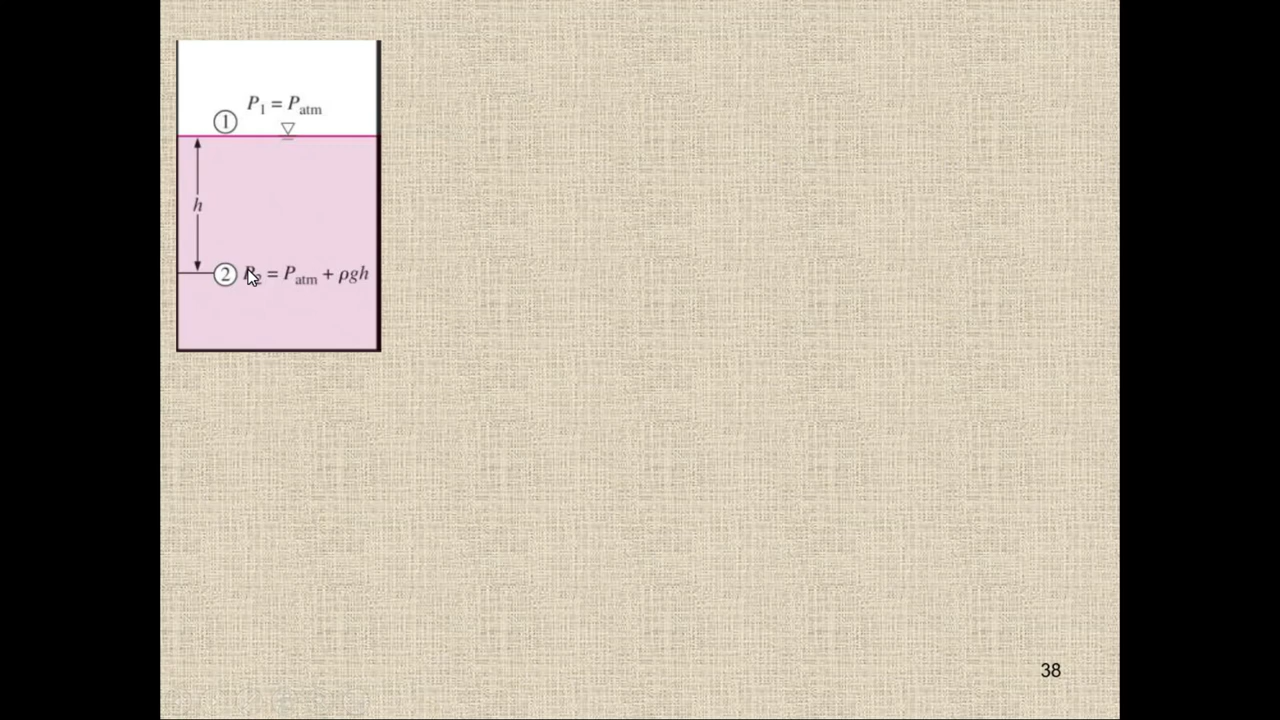 P₁ = Pₐₜₘ
1
h
2 P₂ = Pₐₜₘ + ρgh
38